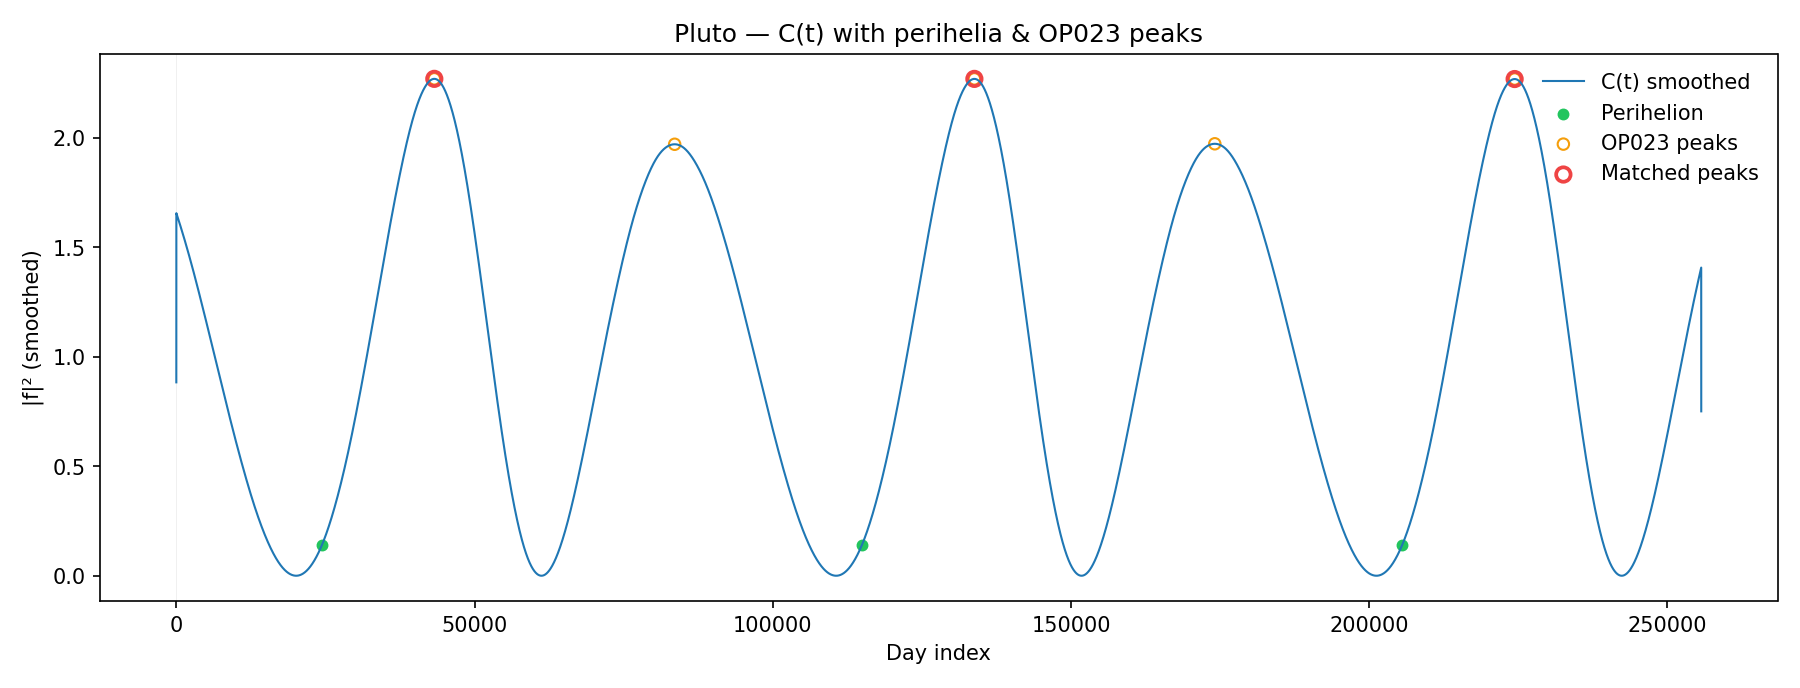 Pluto — C(t) with perihelia & OP023 peaks
C(t) smoothed
Perihelion
OP023 peaks
Matched peaks
|f|² (smoothed)
2.0
1.5
1.0
0.5
0.0
0
50000
100000
150000
200000
250000
Day index